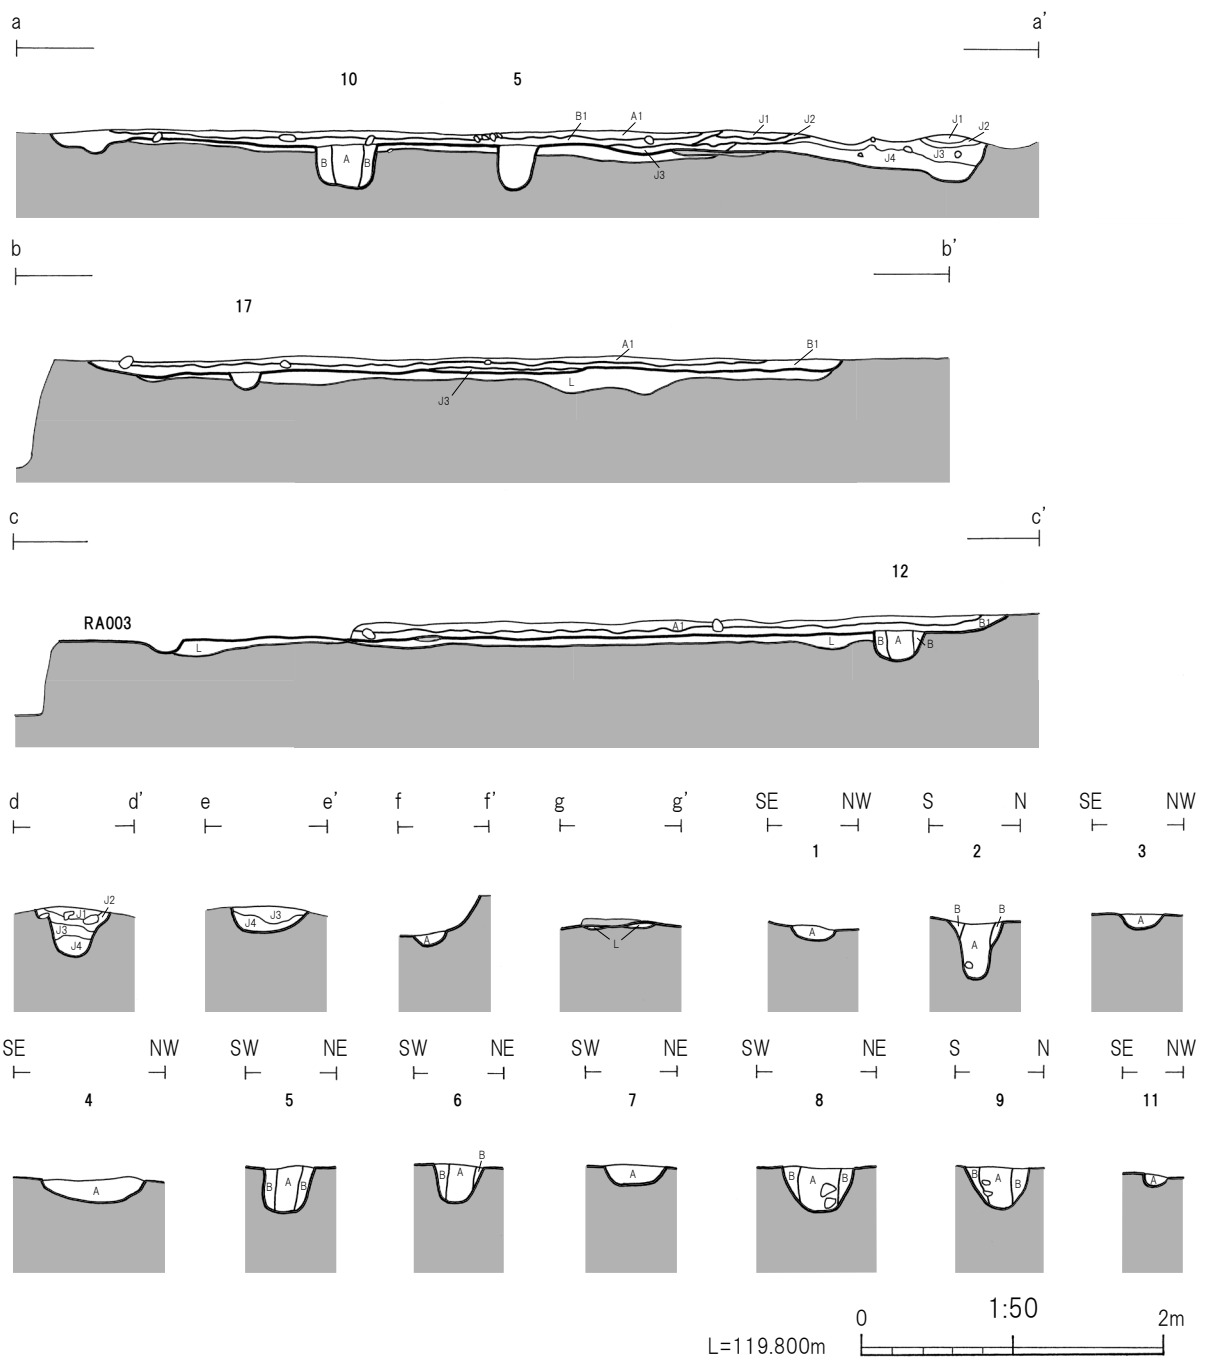 a a'
10 5
B1 A1 J1 J2 J1 J2
B A B J3 J4 J3
b b'
17
A1 B1
J3 L
c c'
12
RA003
A1 B1
L L B A B
d d' e e' f f' g g' SE NW S N SE NW
1 2 3
J1 J2 J3 J4
J4 J3
A
L
A
B B A
A
SE NW SW NE SW NE SW NE SW NE S N SE NW
4 5 6 7 8 9 11
A
B A B
B A B
A
B A B
B A B
A
0 1:50 2m
L=119.800m